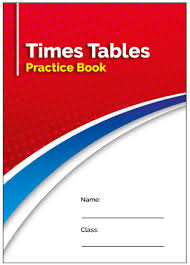 Times Tables
Practice Book
Name:
Class: